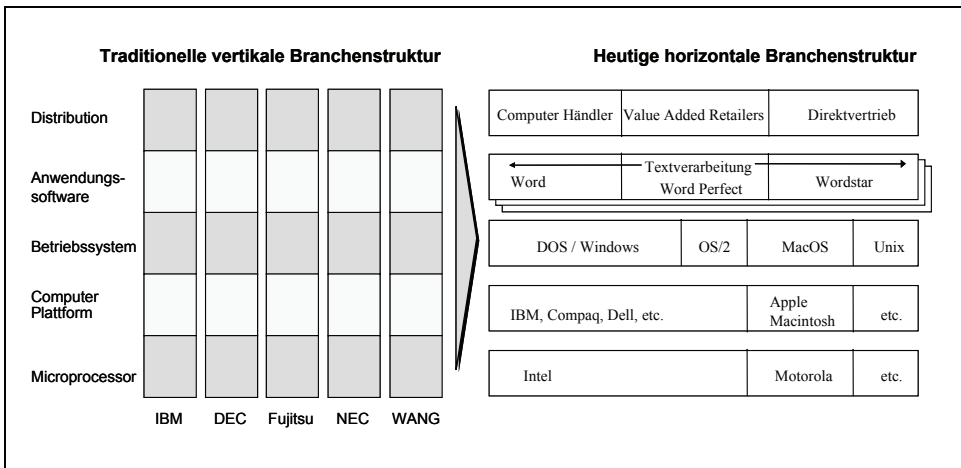 Traditionelle vertikale Branchenstruktur
Heutige horizontale Branchenstruktur
Distribution
Anwendungs-
software
Betriebssystem
Computer
Plattform
Microprocessor
IBM DEC Fujitsu NEC WANG
Computer Händler Value Added Retailers Direktvertrieb
Textverarbeitung
Word Word Perfect Wordstar
DOS / Windows OS/2 MacOS Unix
IBM, Compaq, Dell, etc. Apple
Macintosh etc.
Intel Motorola etc.